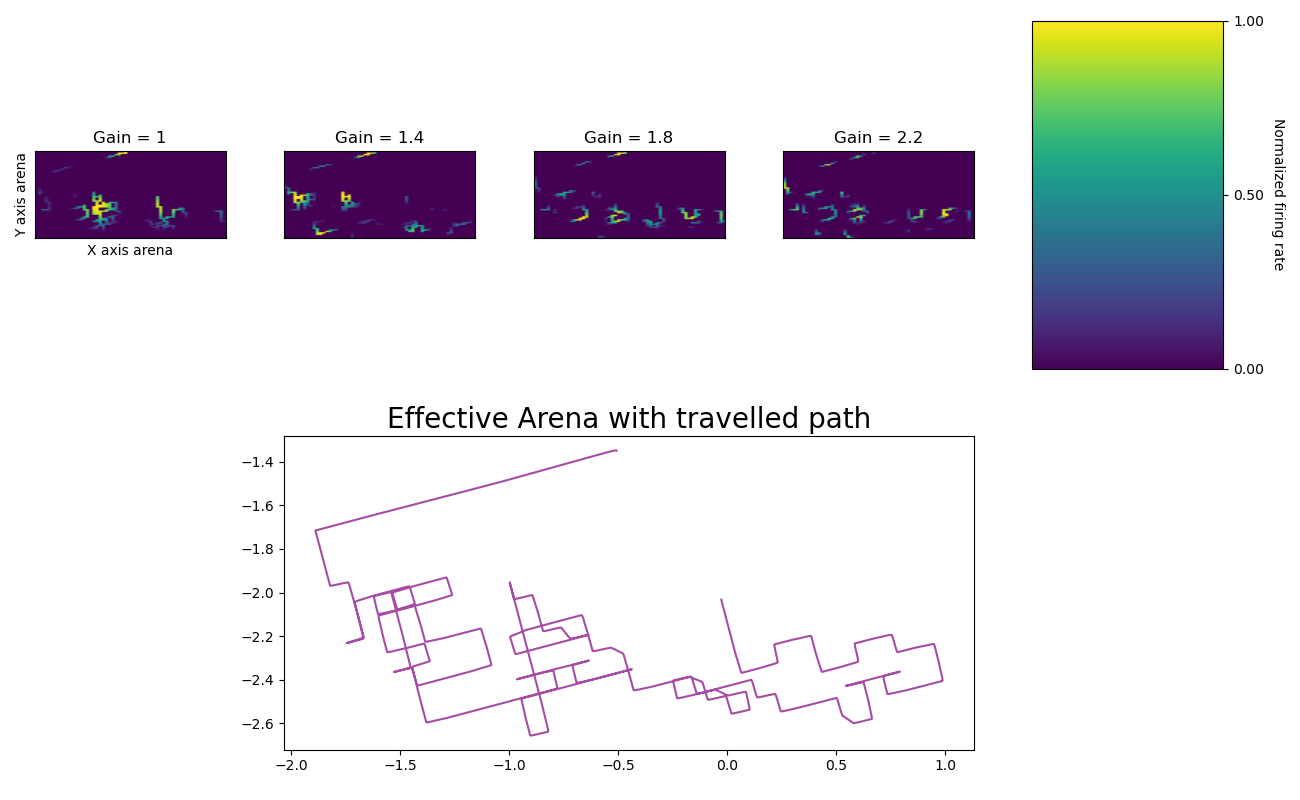 Gain = 1
Gain = 1.4
Gain = 1.8
Gain = 2.2
Y axis arena
X axis arena
1.00
0.50
0.00
Normalized firing rate
Effective Arena with travelled path
−1.4
−1.6
−1.8
−2.0
−2.2
−2.4
−2.6
−2.0
−1.5
−1.0
−0.5
0.0
0.5
1.0